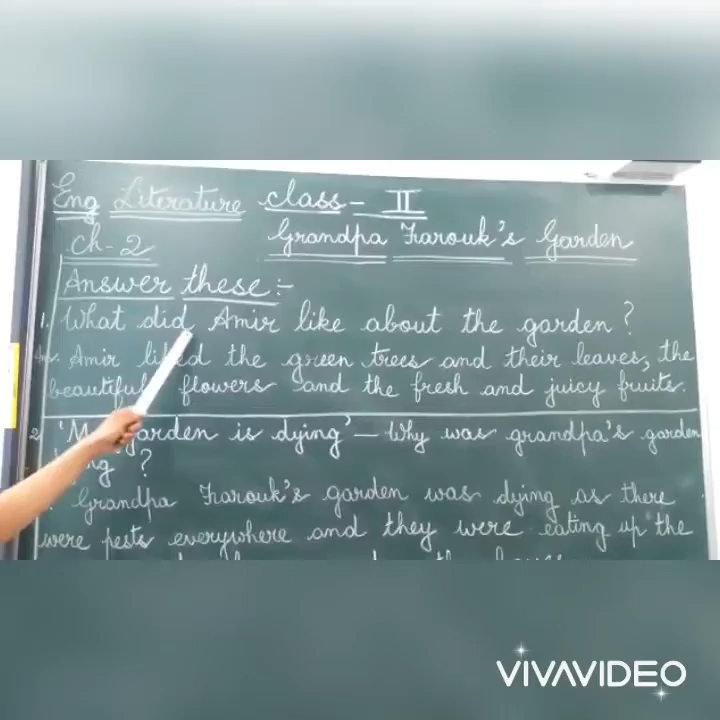 Eng Literature class - II
Ch-2 Grandpa Farouk's Garden
Answer these:-
1. What did Amir like about the garden?
Ans. Amir liked the green trees and their leaves, the
beautiful flowers and the fresh and juicy fruits.
2. 'My garden is dying' - Why was grandpa's garden
dying?
Grandpa Farouk's garden was dying as there
were pests everywhere and they were eating up the
VIVAVIDEO